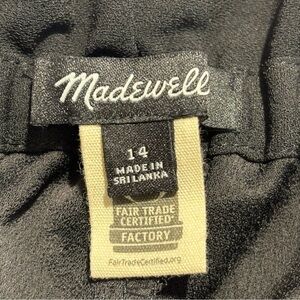 Madewell
14
MADE IN
SRI LANKA
FAIR TRADE
CERTIFIED
FACTORY
FairTradeCertified.org